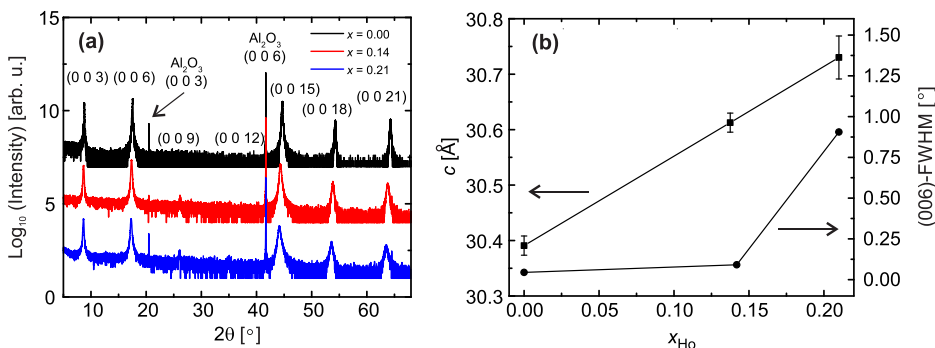 (a)
x = 0.00
x = 0.14
x = 0.21
Al2O3
(0 0 6)
Al2O3
(0 0 3)
(0 0 3)
(0 0 6)
(0 0 9)
(0 0 12)
(0 0 15)
(0 0 18)
(0 0 21)
Log10 (Intensity) [arb. u.]
15
10
5
0
10
20
30
40
50
60
2θ [°]
(b)
c [Å]
30.8
30.7
30.6
30.5
30.4
30.3
0.00
0.05
0.10
0.15
0.20
xHo
1.50
1.25
1.00
0.75
0.50
0.25
0.00
(006)-FWHM [°]